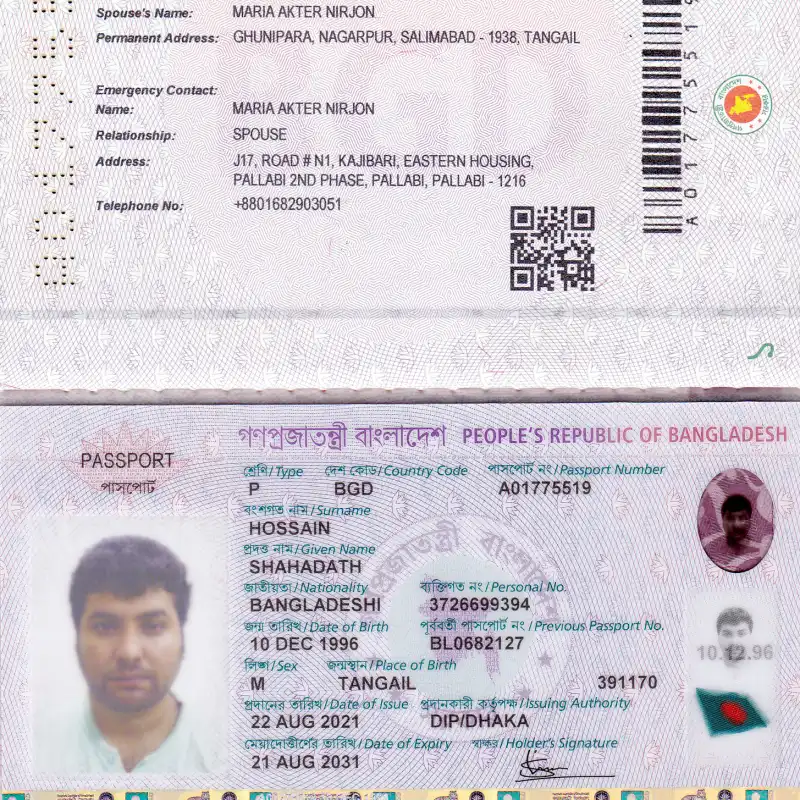 Spouse's Name: MARIA AKTER NIRJON
Permanent Address: GHUNIPARA, NAGARPUR, SALIMABAD - 1938, TANGAIL
Emergency Contact:
Name: MARIA AKTER NIRJON
Relationship: SPOUSE
Address: J17, ROAD # N1, KAJIBARI, EASTERN HOUSING,
PALLABI 2ND PHASE, PALLABI, PALLABI - 1216
Telephone No: +8801682903051
BGD
গণপ্রজাতন্ত্রী বাংলাদেশ PEOPLE'S REPUBLIC OF BANGLADESH
PASSPORT
পাসপোর্ট
শ্রেণি/Type দেশ কোড/Country Code পাসপোর্ট নং/Passport Number
P BGD A01775519
বংশগত নাম/Surname
HOSSAIN
প্রদত্ত নাম/Given Name
SHAHADATH
জাতীয়তা/Nationality ব্যক্তিগত নং/Personal No.
BANGLADESHI 3726699394
জন্ম তারিখ/Date of Birth পূর্ববর্তী পাসপোর্ট নং/Previous Passport No.
10 DEC 1996 BL0682127
লিঙ্গ/Sex জন্মস্থান/Place of Birth
M TANGAIL 391170
প্রদানের তারিখ/Date of Issue প্রদানকারী কর্তৃপক্ষ/Issuing Authority
22 AUG 2021 DIP/DHAKA
মেয়াদোত্তীর্ণের তারিখ/Date of Expiry স্বাক্ষর/Holder's Signature
21 AUG 2031
10.12.96